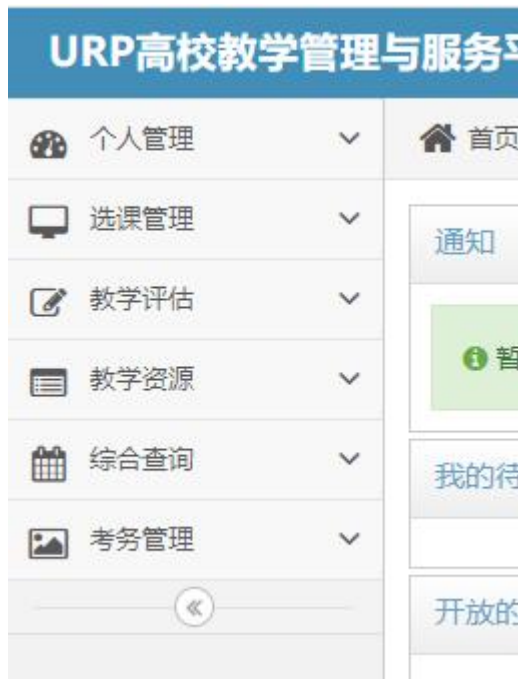 URP高校教学管理与服务
个人管理
选课管理
教学评估
教学资源
综合查询
考务管理
首页
通知
暂
我的待
开放的